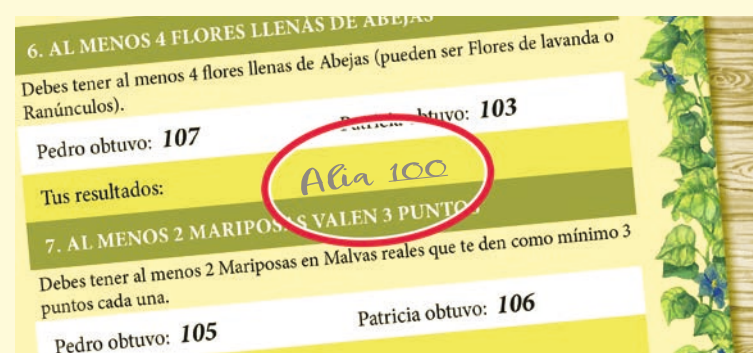 6. AL MENOS 4 FLORES LLENAS DE ABEJAS
Debes tener al menos 4 flores llenas de Abejas (pueden ser Flores de lavanda o
Ranúnculos).
Pedro obtuvo: 107 Patricia obtuvo: 103
Tus resultados: Alia 100
7. AL MENOS 2 MARIPOSAS VALEN 3 PUNTOS
Debes tener al menos 2 Mariposas en Malvas reales que te den como mínimo 3
puntos cada una.
Pedro obtuvo: 105 Patricia obtuvo: 106